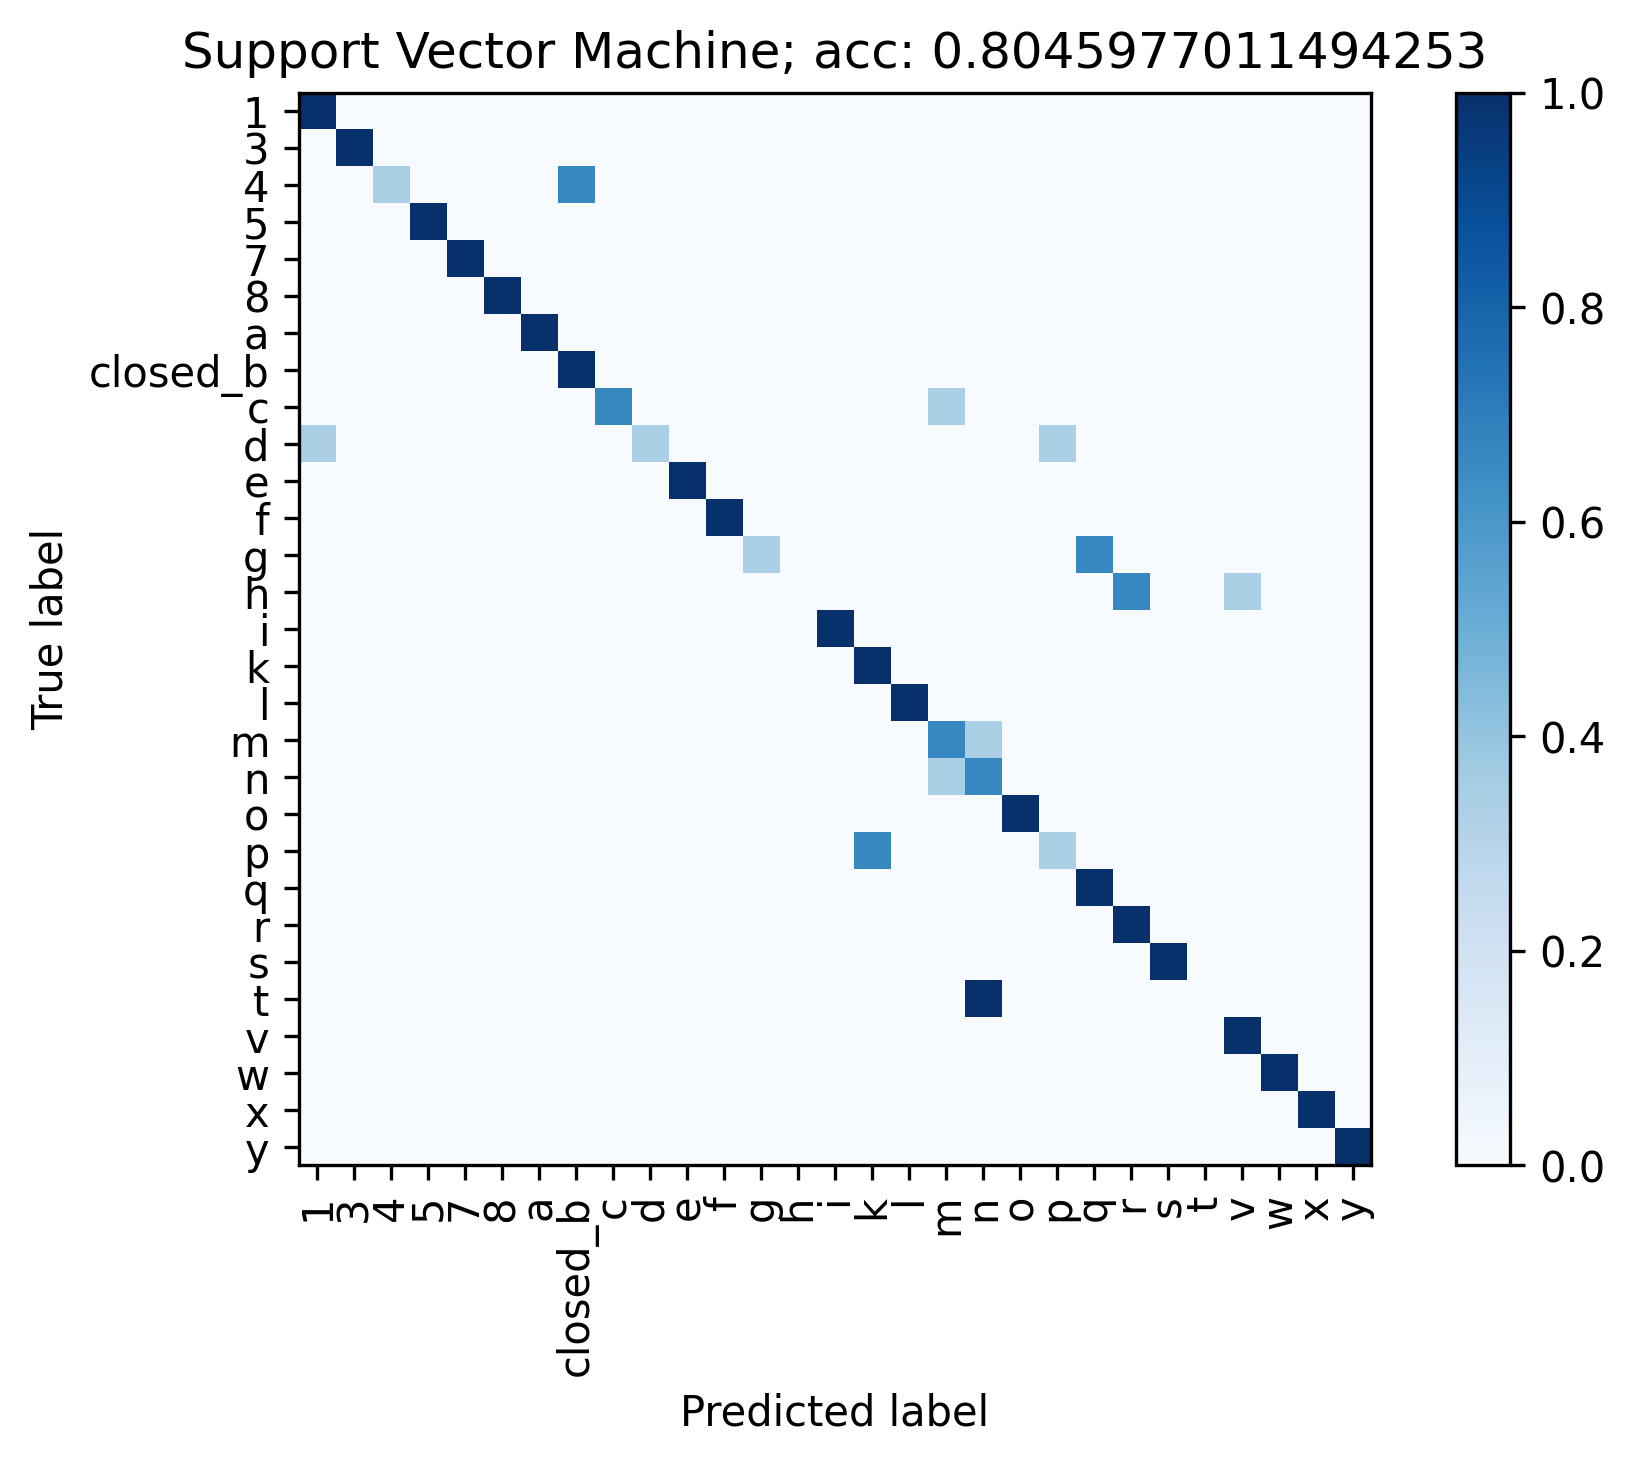 Support Vector Machine; acc: 0.8045977011494253
1
3
4
5
7
8
a
closed_b
c
d
e
f
g
h
i
k
l
m
n
o
p
q
r
s
t
v
w
x
y
True label
1 3 4 5 7 8 a closed_b c d e f g h i k l m n o p q r s t v w x y
Predicted label
1.0
0.8
0.6
0.4
0.2
0.0